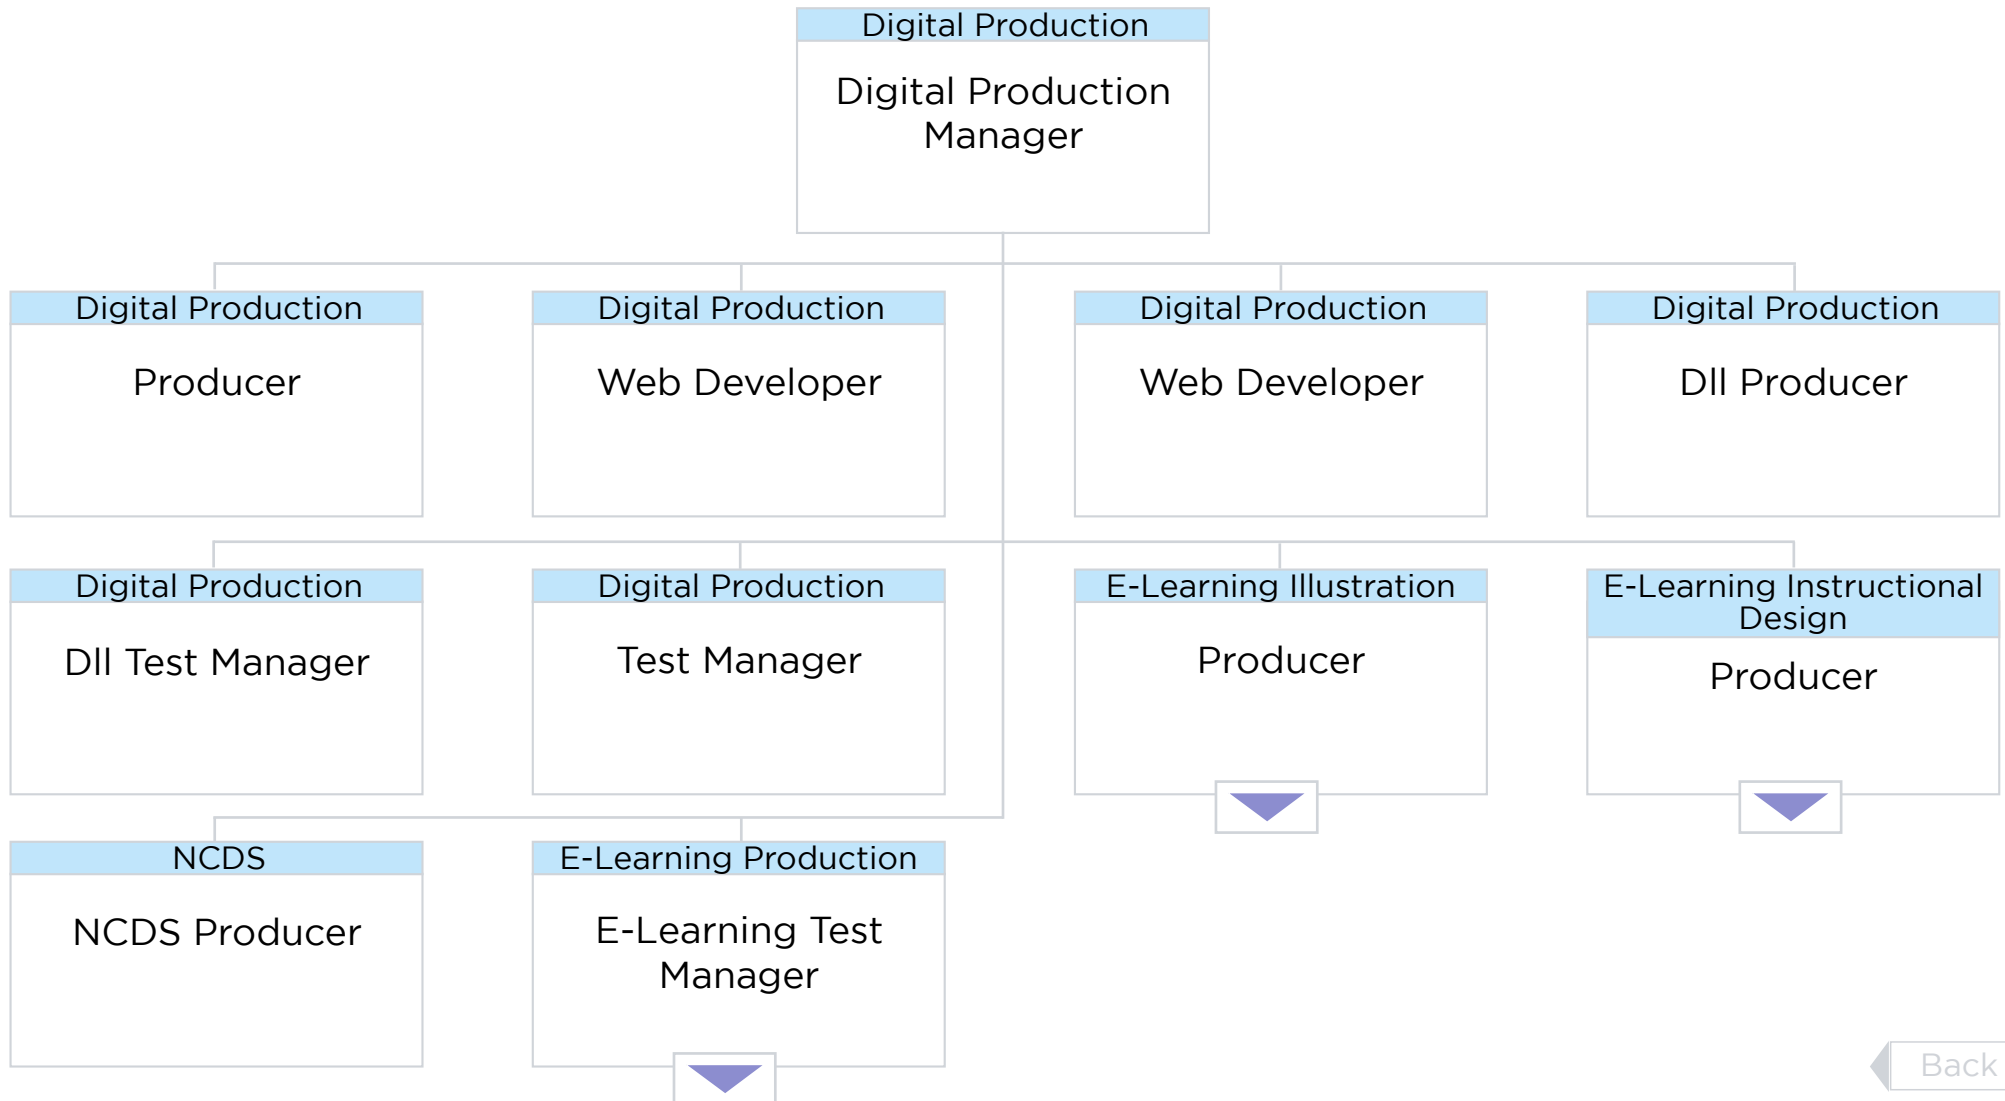 Digital Production
Digital Production
Manager
Digital Production
Producer
Digital Production
Web Developer
Digital Production
Web Developer
Digital Production
Dll Producer
Digital Production
Dll Test Manager
Digital Production
Test Manager
E-Learning Illustration
Producer
E-Learning Instructional
Design
Producer
NCDS
NCDS Producer
E-Learning Production
E-Learning Test
Manager
Back